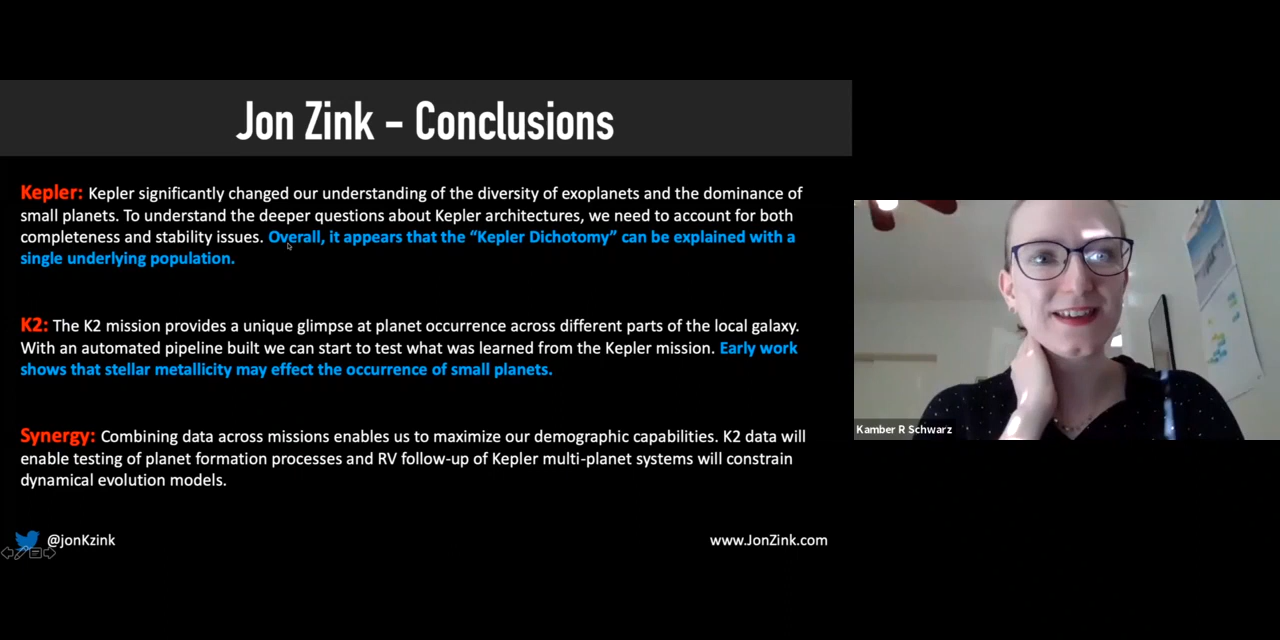 Jon Zink - Conclusions
Kepler: Kepler significantly changed our understanding of the diversity of exoplanets and the dominance of
small planets. To understand the deeper questions about Kepler architectures, we need to account for both
completeness and stability issues. Overall, it appears that the “Kepler Dichotomy” can be explained with a
single underlying population.
K2: The K2 mission provides a unique glimpse at planet occurrence across different parts of the local galaxy.
With an automated pipeline built we can start to test what was learned from the Kepler mission. Early work
shows that stellar metallicity may effect the occurrence of small planets.
Synergy: Combining data across missions enables us to maximize our demographic capabilities. K2 data will
enable testing of planet formation processes and RV follow-up of Kepler multi-planet systems will constrain
dynamical evolution models.
@jonKzink
www.JonZink.com
Kamber R Schwarz